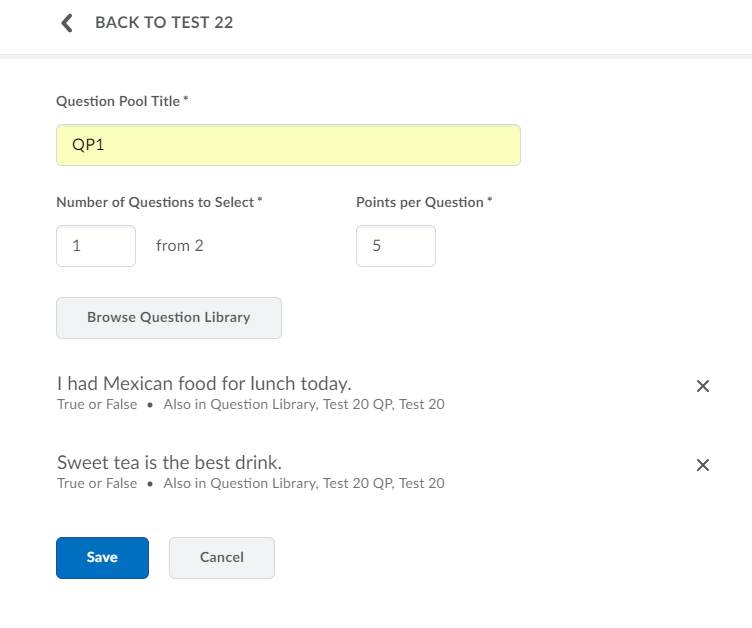 BACK TO TEST 22
Question Pool Title *
QP1
Number of Questions to Select * Points per Question *
1 from 2 5
Browse Question Library
I had Mexican food for lunch today.
True or False • Also in Question Library, Test 20 QP, Test 20
Sweet tea is the best drink.
True or False • Also in Question Library, Test 20 QP, Test 20
Save Cancel